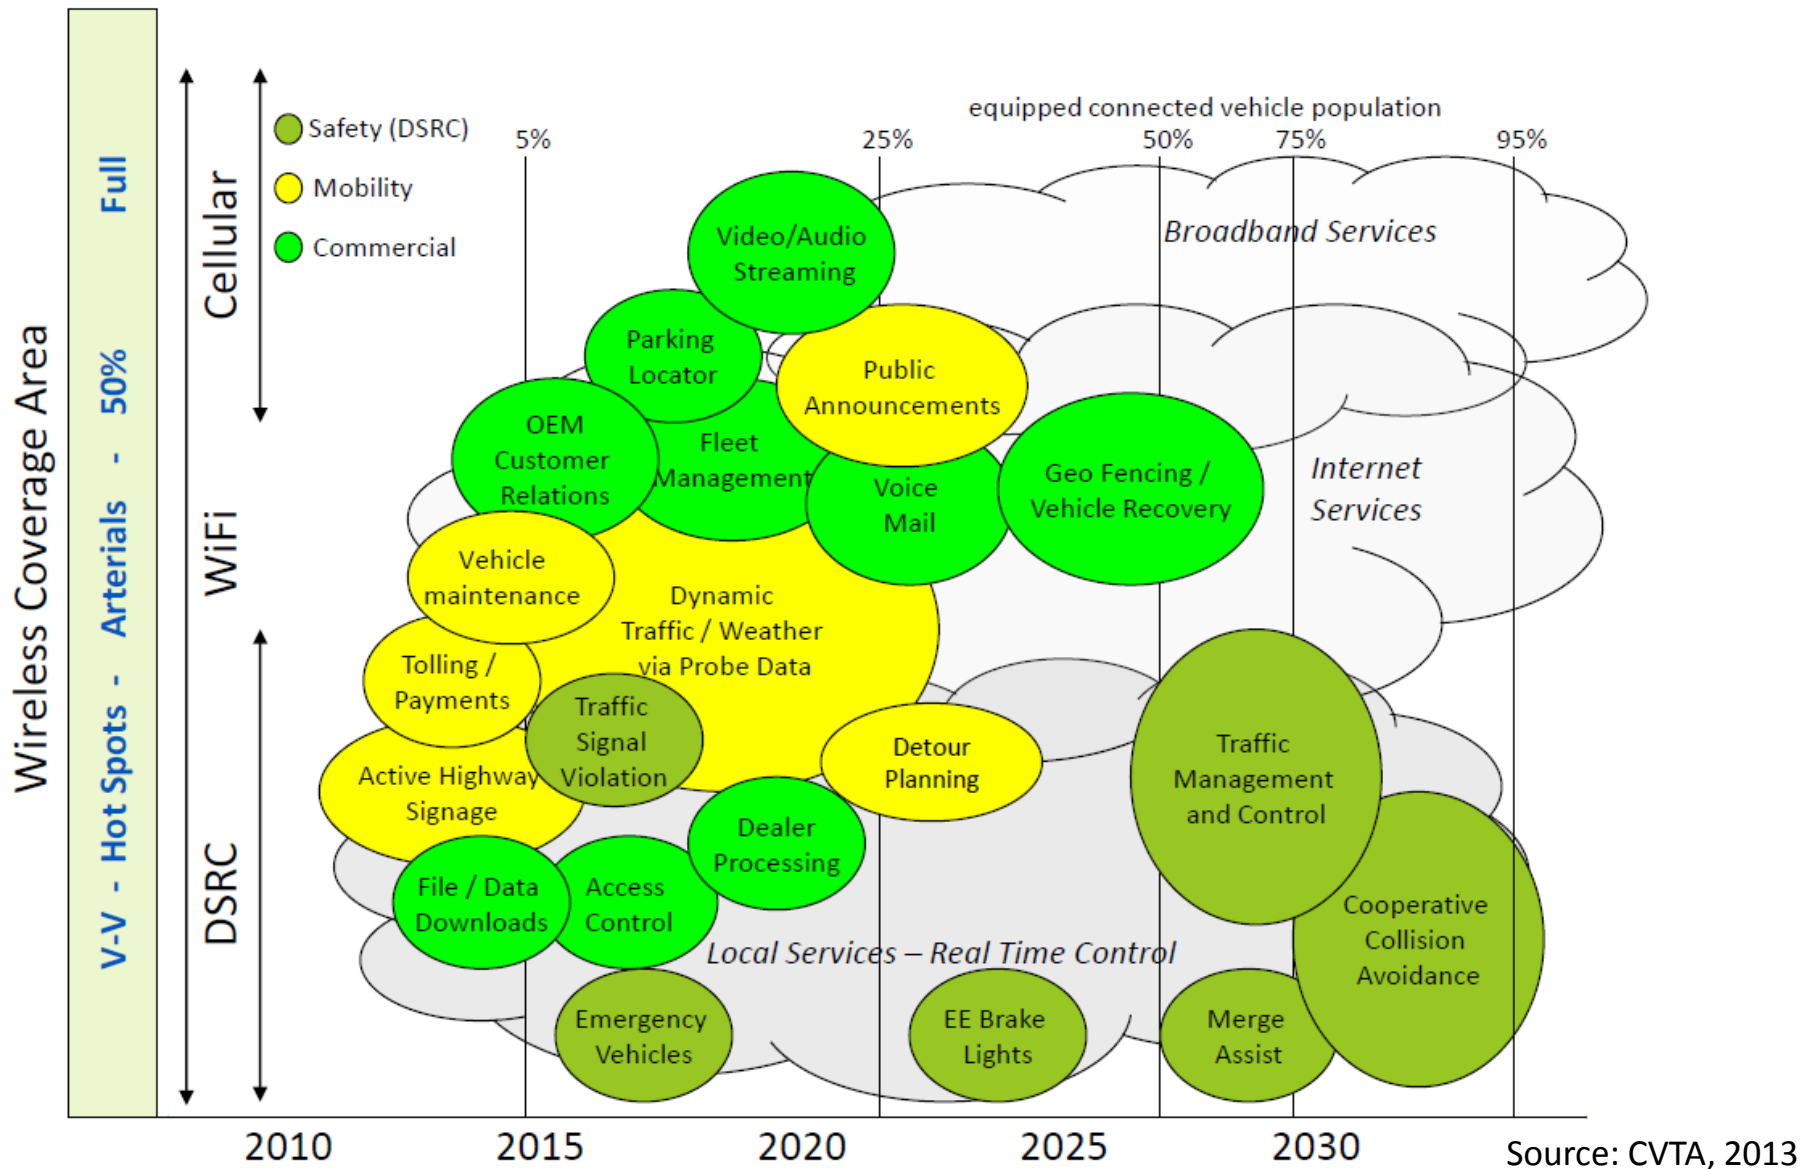 equipped connected vehicle population
5%
25%
50%
75%
95%
Safety (DSRC)
Mobility
Commercial
Wireless Coverage Area
V-V - Hot Spots - Arterials - 50% Full
Cellular
WiFi
DSRC
Broadband Services
Video/Audio
Streaming
Parking
Locator
Public
Announcements
OEM
Customer
Relations
Fleet
Management
Voice
Mail
Geo Fencing /
Vehicle Recovery
Internet
Services
Vehicle
maintenance
Dynamic
Traffic / Weather
via Probe Data
Tolling /
Payments
Traffic
Signal
Violation
Active Highway
Signage
Detour
Planning
Traffic
Management
and Control
Dealer
Processing
File / Data
Downloads
Access
Control
Cooperative
Collision
Avoidance
Local Services – Real Time Control
Emergency
Vehicles
EE Brake
Lights
Merge
Assist
2010
2015
2020
2025
2030
Source: CVTA, 2013